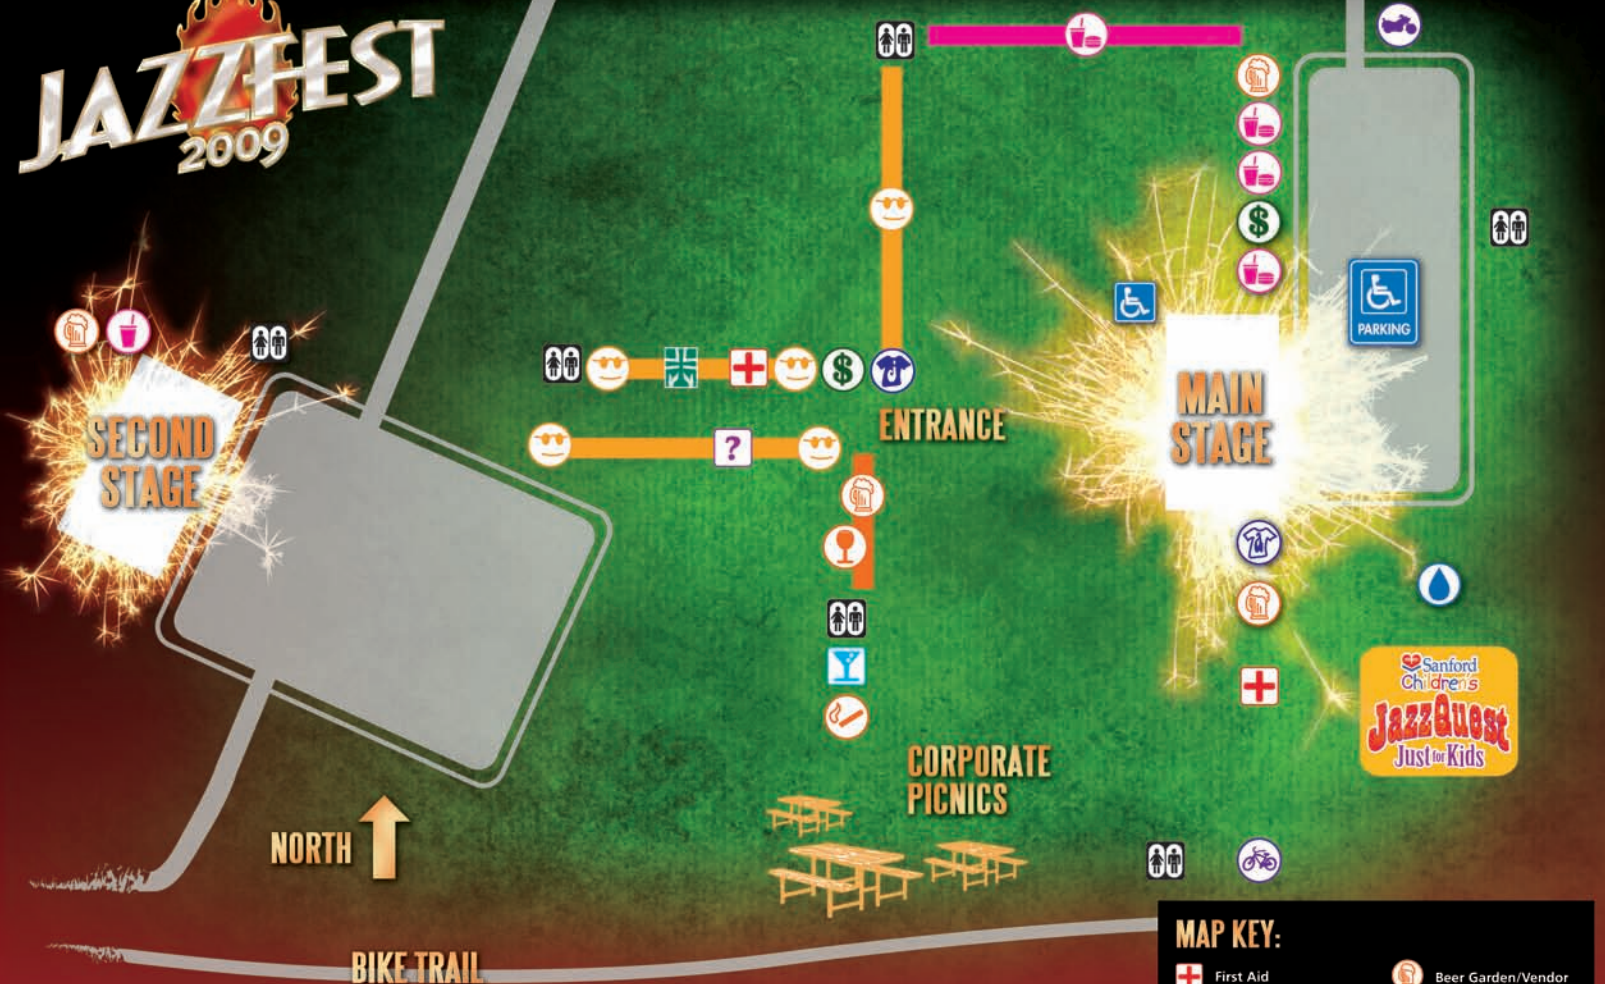 JAZZFEST
2009
$
PARKING
SECOND
STAGE
$
ENTRANCE
MAIN
STAGE
?
Sanford
Children's
JazzQuest
Just for Kids
CORPORATE
PICNICS
NORTH
BIKE TRAIL
MAP KEY:
First Aid
Beer Garden/Vendor